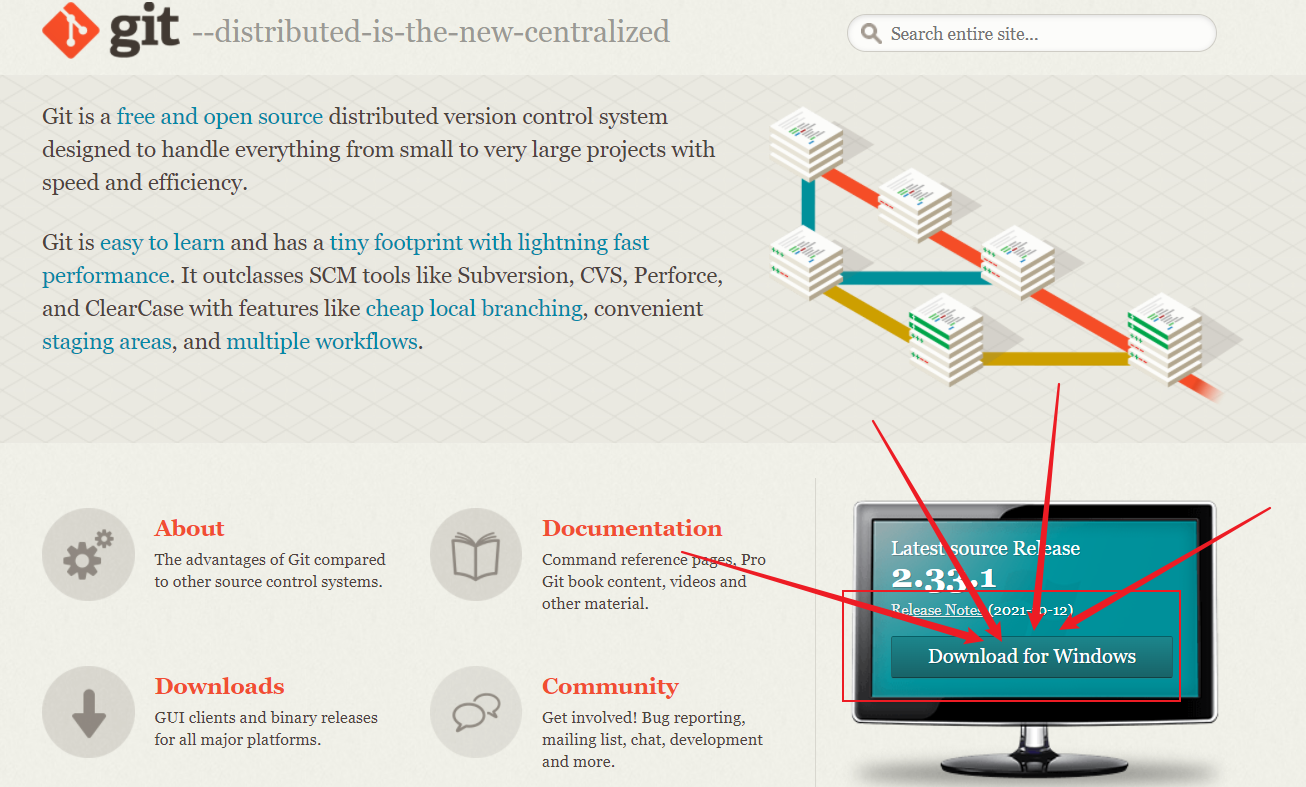 git --distributed-is-the-new-centralized
Search entire site...
Git is a free and open source distributed version control system
designed to handle everything from small to very large projects with
speed and efficiency.
Git is easy to learn and has a tiny footprint with lightning fast
performance. It outclasses SCM tools like Subversion, CVS, Perforce,
and ClearCase with features like cheap local branching, convenient
staging areas, and multiple workflows.
About
The advantages of Git compared
to other source control systems.
Documentation
Command reference pages, Pro
Git book content, videos and
other material.
Downloads
GUI clients and binary releases
for all major platforms.
Community
Get involved! Bug reporting,
mailing list, chat, development
and more.
Latest source Release
2.33.1
Release Notes (2021-10-12)
Download for Windows